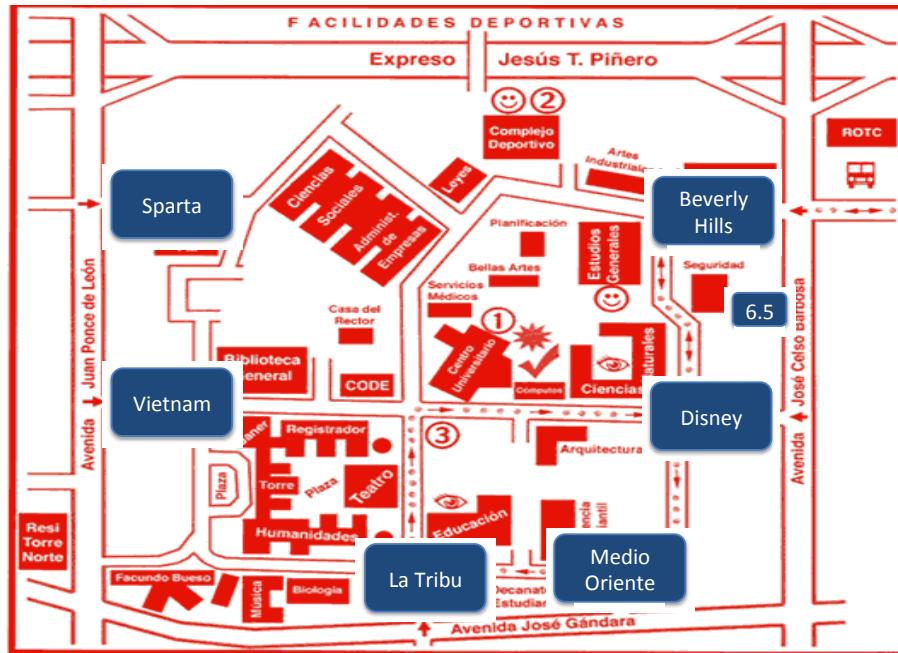 FACILIDADES DEPORTIVAS
Expreso Jesús T. Piñero
2
Complejo
Deportivo
ROTC
Artes
Industriales
Leyes
Ciencias
Sociales
Administ.
de
Empresas
Sparta
Beverly
Hills
Planificación
Estudios
Generales
Bellas Artes
Seguridad
Servicios
Médicos
6.5
Casa del
Rector
1
Centro
Universitario
Avenida Juan Ponce de León
Avenida José Celso Barbosa
Biblioteca
General
CODE
Cómputos
Ciencias
Vietnam
Disney
Registrador
3
Arquitectura
Plaza
Torre
Plaza
Teatro
Humanidades
Educación
Resi
Torre
Norte
La Tribu
Medio
Oriente
Facundo Bueso
Música
Biología
Avenida José Gándara